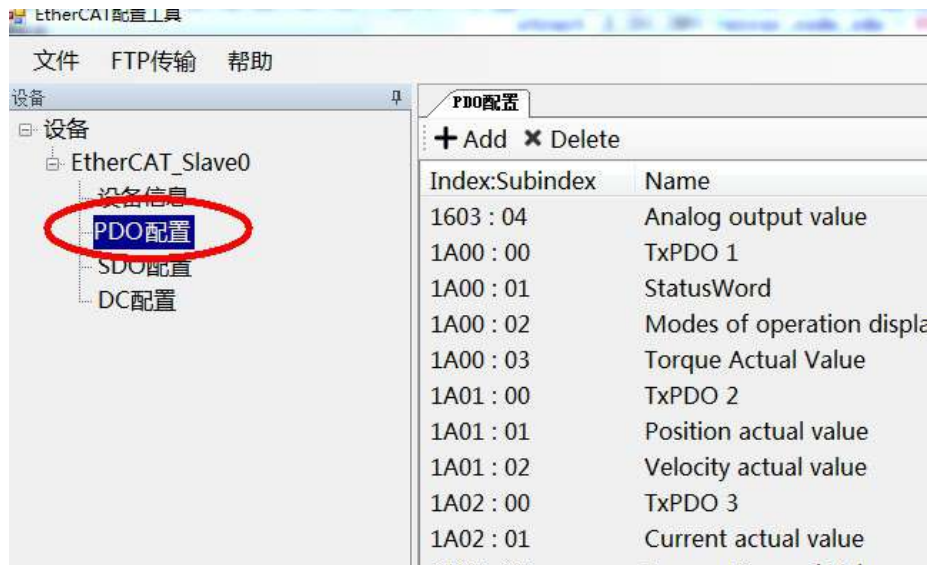 EtherCAT配置工具
文件 FTP传输 帮助
设备
设备
EtherCAT_Slave0
设备信息
PDO配置
SDO配置
DC配置
PDO配置
Add Delete
Index:Subindex Name
1603 : 04 Analog output value
1A00 : 00 TxPDO 1
1A00 : 01 StatusWord
1A00 : 02 Modes of operation displa
1A00 : 03 Torque Actual Value
1A01 : 00 TxPDO 2
1A01 : 01 Position actual value
1A01 : 02 Velocity actual value
1A02 : 00 TxPDO 3
1A02 : 01 Current actual value